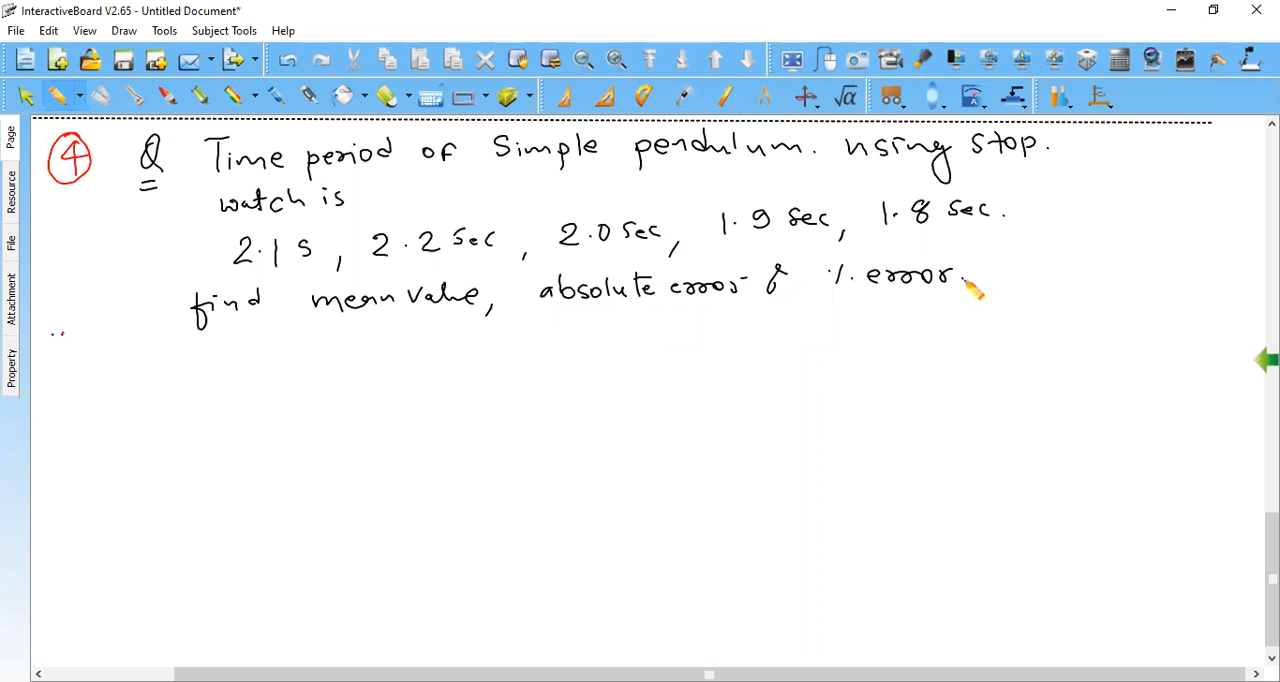 InteractiveBoard V2.65 - Untitled Document*
File Edit View Draw Tools Subject Tools Help
Page
Resource
File
Attachment
Property
4 Q Time period of Simple pendulum. using stop.
watch is
2.1 s, 2.2 sec, 2.0 sec, 1.9 sec, 1.8 sec.
find mean value, absolute error & % error.